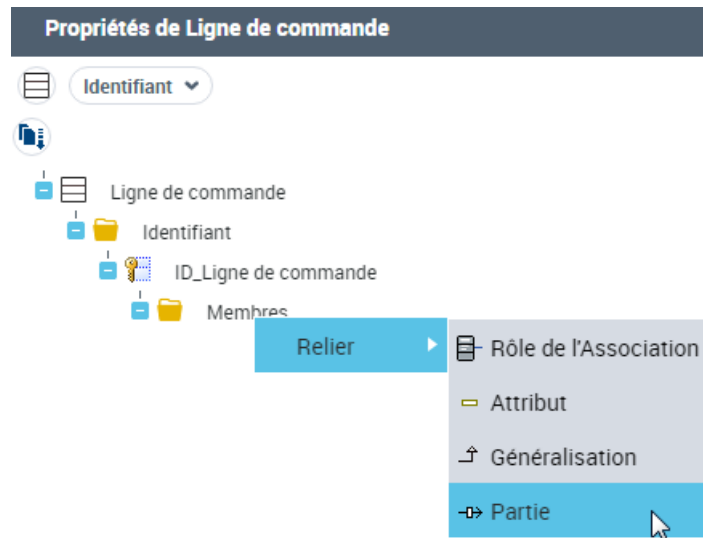 Propriétés de Ligne de commande
Identifiant
Ligne de commande
Identifiant
ID_Ligne de commande
Membres
Relier
Rôle de l'Association
Attribut
Généralisation
Partie